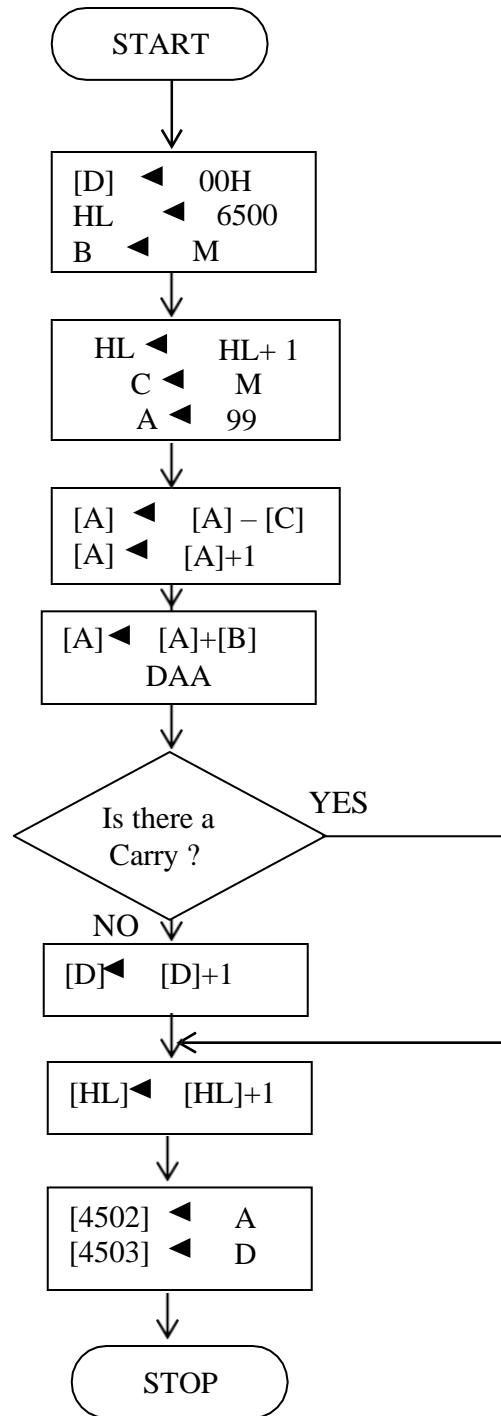 START
[D] ◄ 00H
HL ◄ 6500
B ◄ M
HL ◄ HL+ 1
C ◄ M
A ◄ 99
[A] ◄ [A] – [C]
[A] ◄ [A]+1
[A] ◄ [A]+[B]
DAA
Is there a
Carry ?
YES
NO
[D] ◄ [D]+1
[HL] ◄ [HL]+1
[4502] ◄ A
[4503] ◄ D
STOP